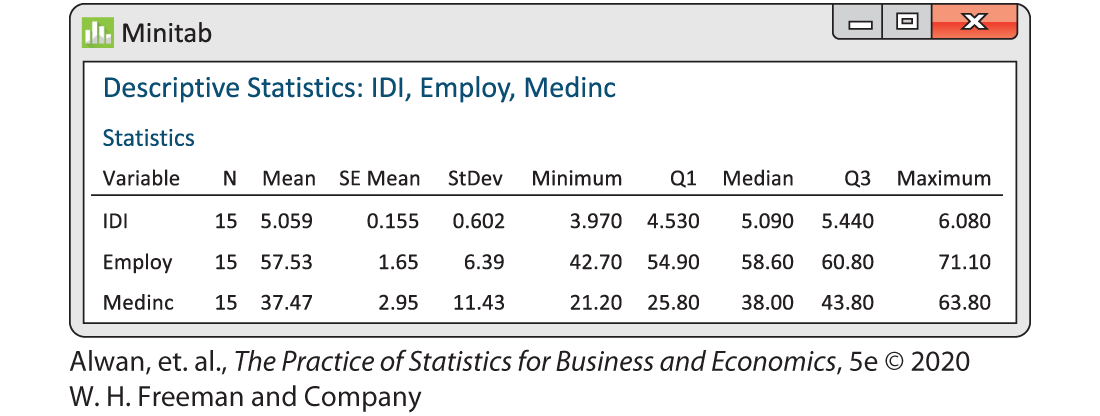 Minitab
Descriptive Statistics: IDI, Employ, Medinc
Statistics
Variable N Mean SE Mean StDev Minimum Q1 Median Q3 Maximum
IDI 15 5.059 0.155 0.602 3.970 4.530 5.090 5.440 6.080
Employ 15 57.53 1.65 6.39 42.70 54.90 58.60 60.80 71.10
Medinc 15 37.47 2.95 11.43 21.20 25.80 38.00 43.80 63.80
Alwan, et. al., The Practice of Statistics for Business and Economics, 5e © 2020
W. H. Freeman and Company